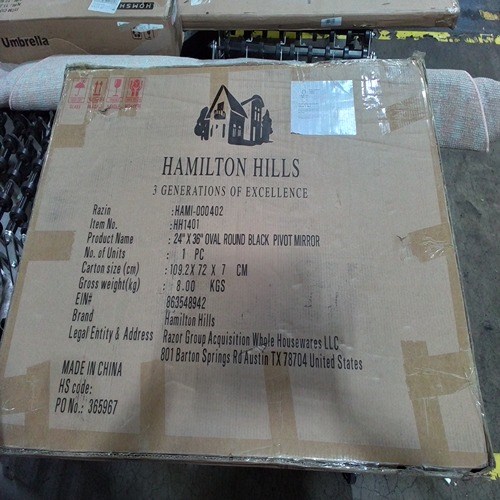 HOMSH
Umbrella
HAMILTON HILLS
3 GENERATIONS OF EXCELLENCE
Razin : HAMI-000402
Item No. : HH1401
Product Name : 24" X 36" OVAL ROUND BLACK PIVOT MIRROR
No. of Units : 1 PC
Carton size (cm) : 109.2 X 72 X 7 CM
Gross weight(kg) : 8.00 KGS
EIN# 863548942
Brand Hamilton Hills
Legal Entity & Address Razor Group Acquisition Whole Housewares LLC
801 Barton Springs Rd Austin TX 78704 United States
MADE IN CHINA
HS code:
PO No.: 365967